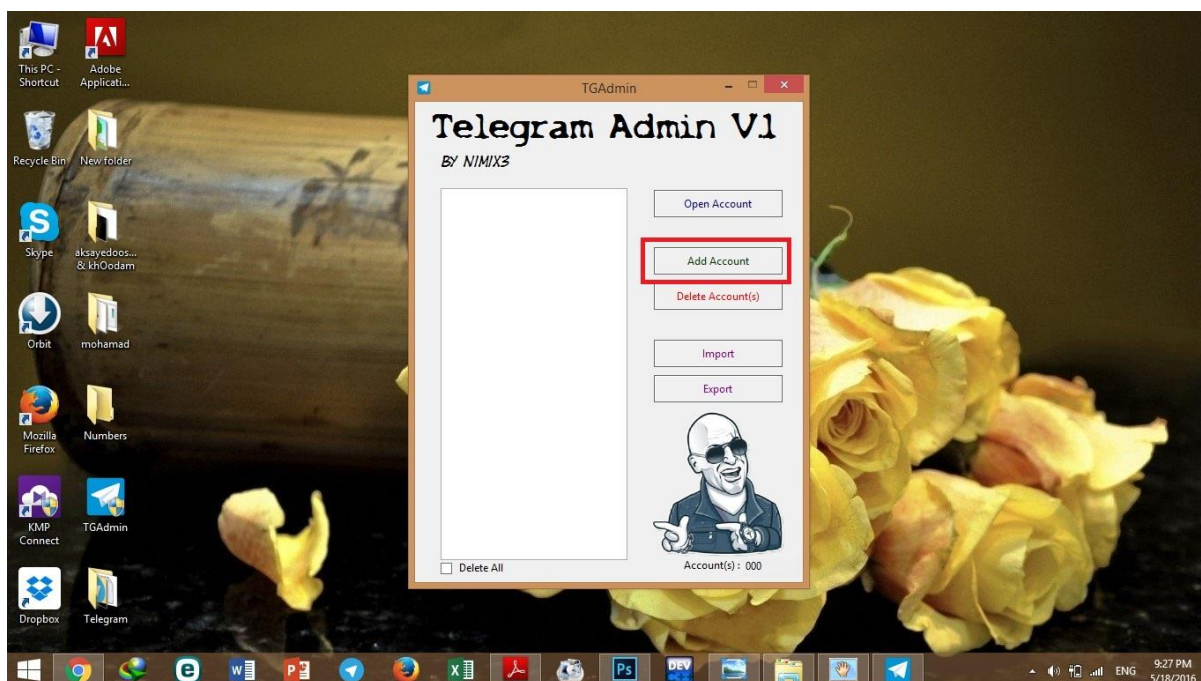 This PC -
Shortcut
Adobe
Applicati...
Recycle Bin
New folder
Skype
aksayedoos...
& khOodam
Orbit
mohamad
Mozilla
Firefox
Numbers
KMP
Connect
TGAdmin
Dropbox
Telegram
TGAdmin
Telegram Admin V.1
BY NIMIX3
Open Account
Add Account
Delete Account(s)
Import
Export
Delete All
Account(s) : 000
Ps
DEV
ENG
9:27 PM
5/18/2016